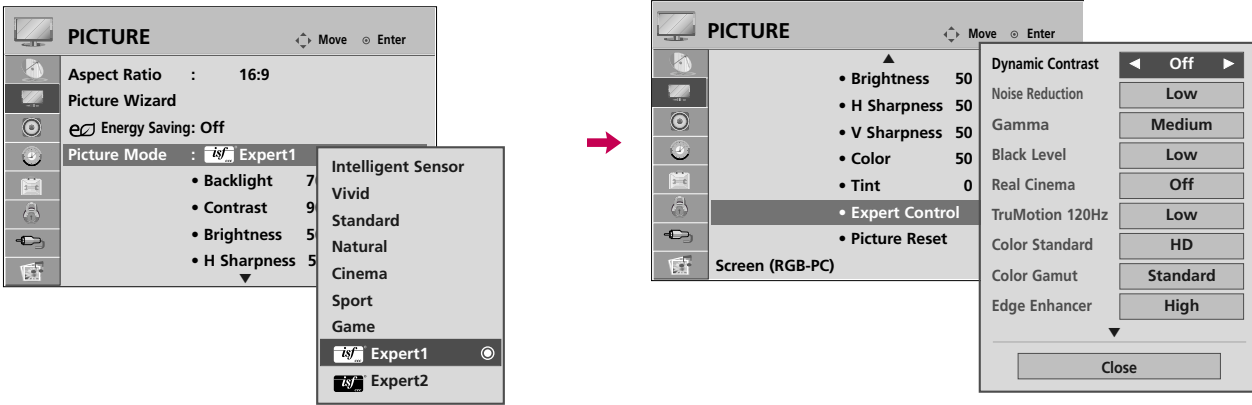 PICTURE
Move Enter
Aspect Ratio : 16:9
Picture Wizard
Energy Saving: Off
Picture Mode : isf Expert1
• Backlight 7
• Contrast 9
• Brightness 5
• H Sharpness 5
Intelligent Sensor
Vivid
Standard
Natural
Cinema
Sport
Game
isf Expert1
isf Expert2
PICTURE
Move Enter
• Brightness 50
• H Sharpness 50
• V Sharpness 50
• Color 50
• Tint 0
• Expert Control
• Picture Reset
Screen (RGB-PC)
Dynamic Contrast Off
Noise Reduction Low
Gamma Medium
Black Level Low
Real Cinema Off
TruMotion 120Hz Low
Color Standard HD
Color Gamut Standard
Edge Enhancer High
Close